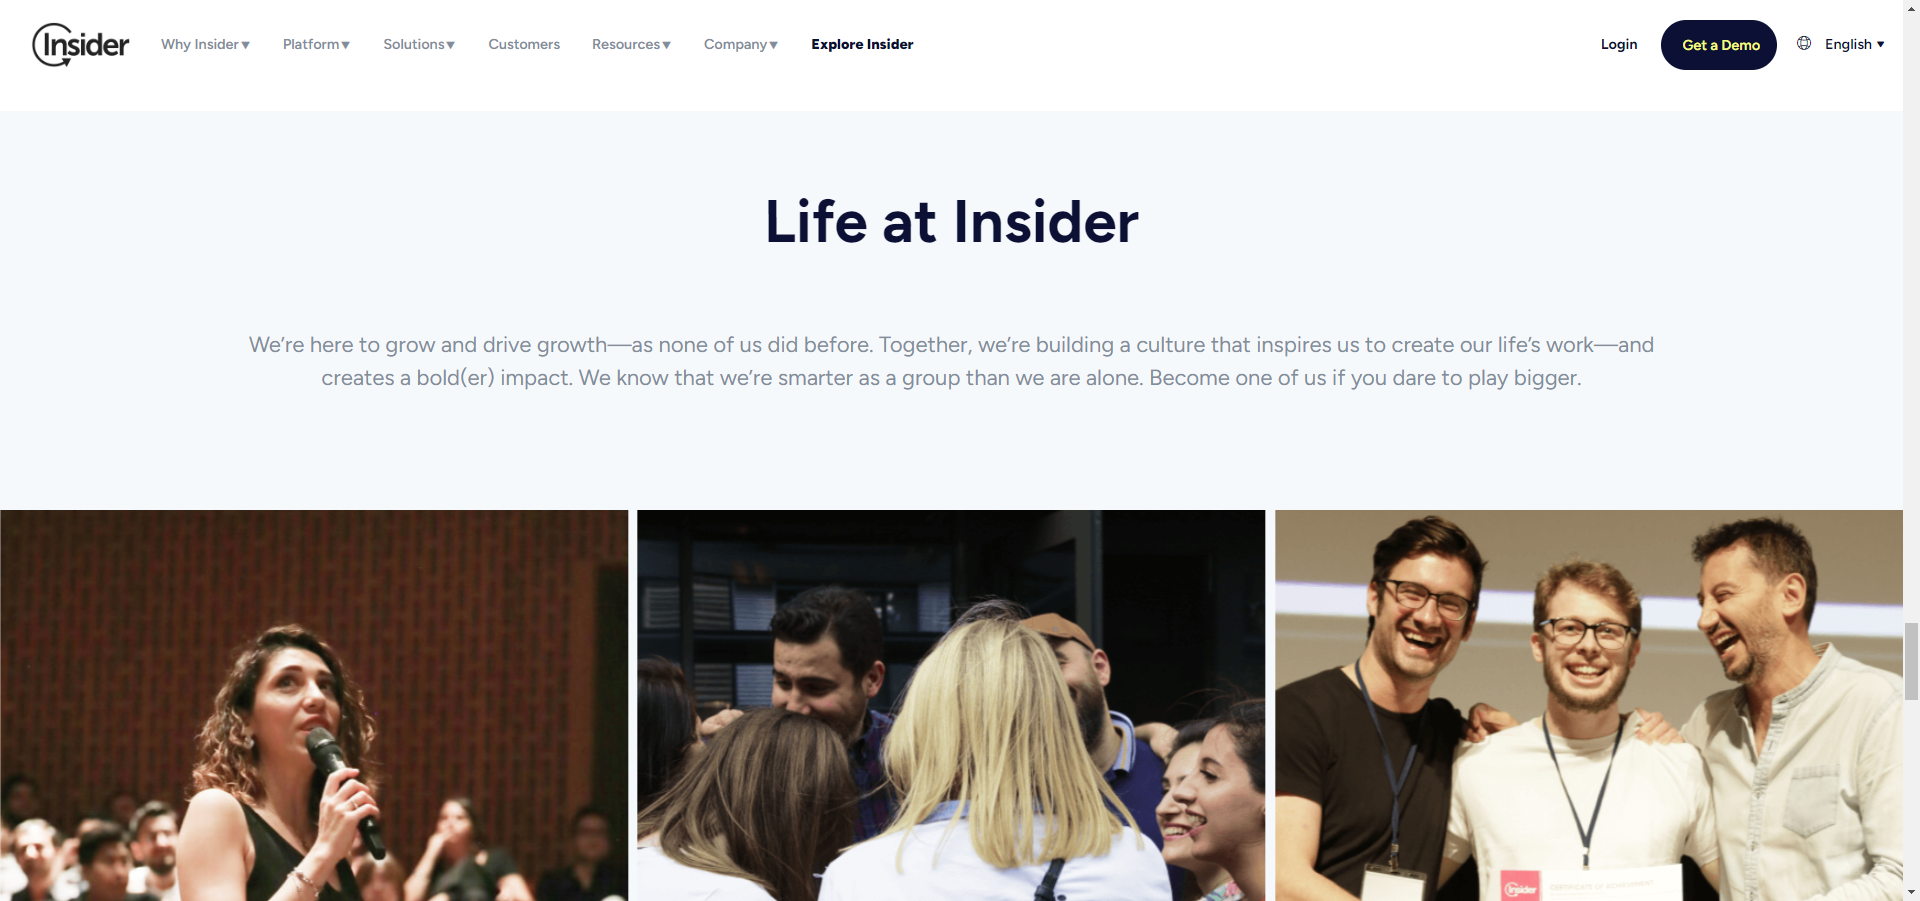 Insider Why Insider▼ Platform▼ Solutions▼ Customers Resources▼ Company▼ Explore Insider Login Get a Demo English ▼
Life at Insider
We’re here to grow and drive growth—as none of us did before. Together, we’re building a culture that inspires us to create our life’s work—and
creates a bold(er) impact. We know that we’re smarter as a group than we are alone. Become one of us if you dare to play bigger.
Insider CERTIFICATE OF ACHIEVEMENT